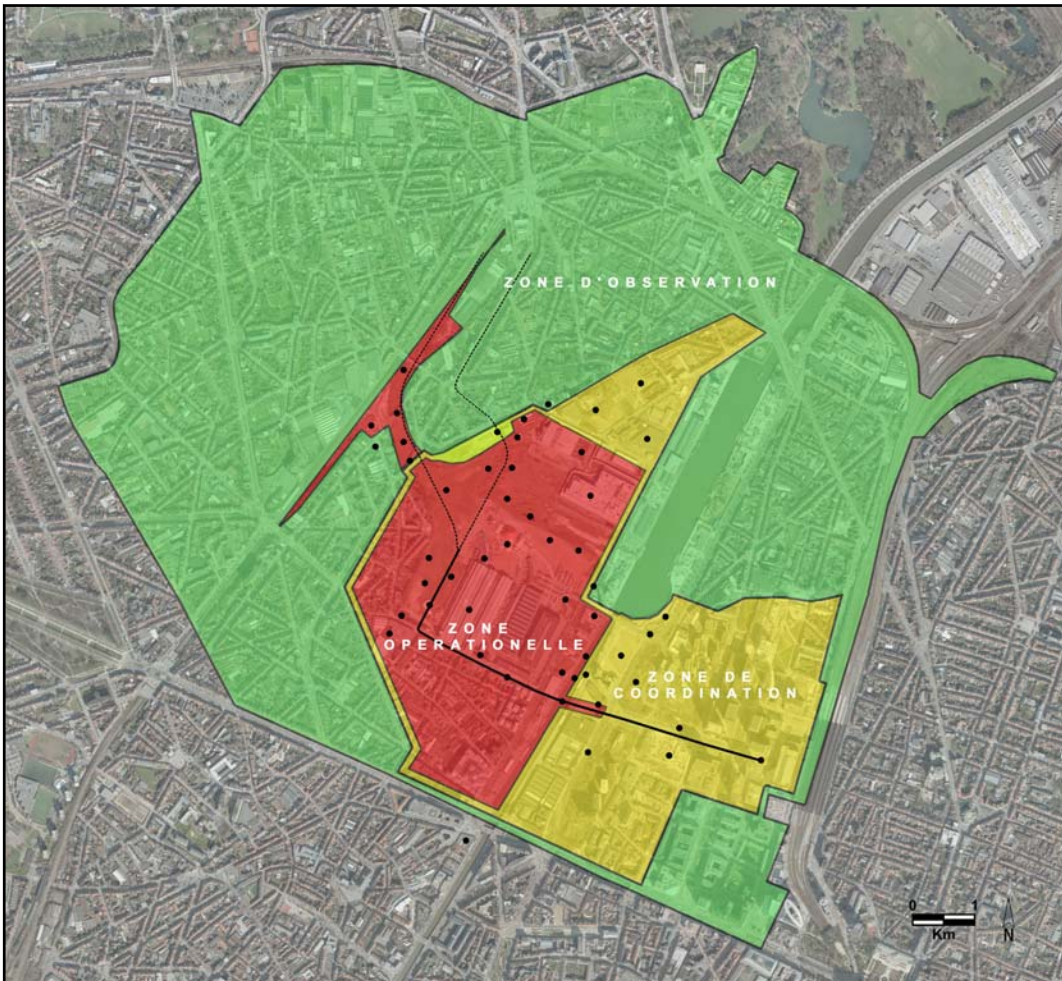 ZONE D'OBSERVATION
ZONE
OPERATIONELLE
ZONE DE
COORDINATION
0 1
Km
N